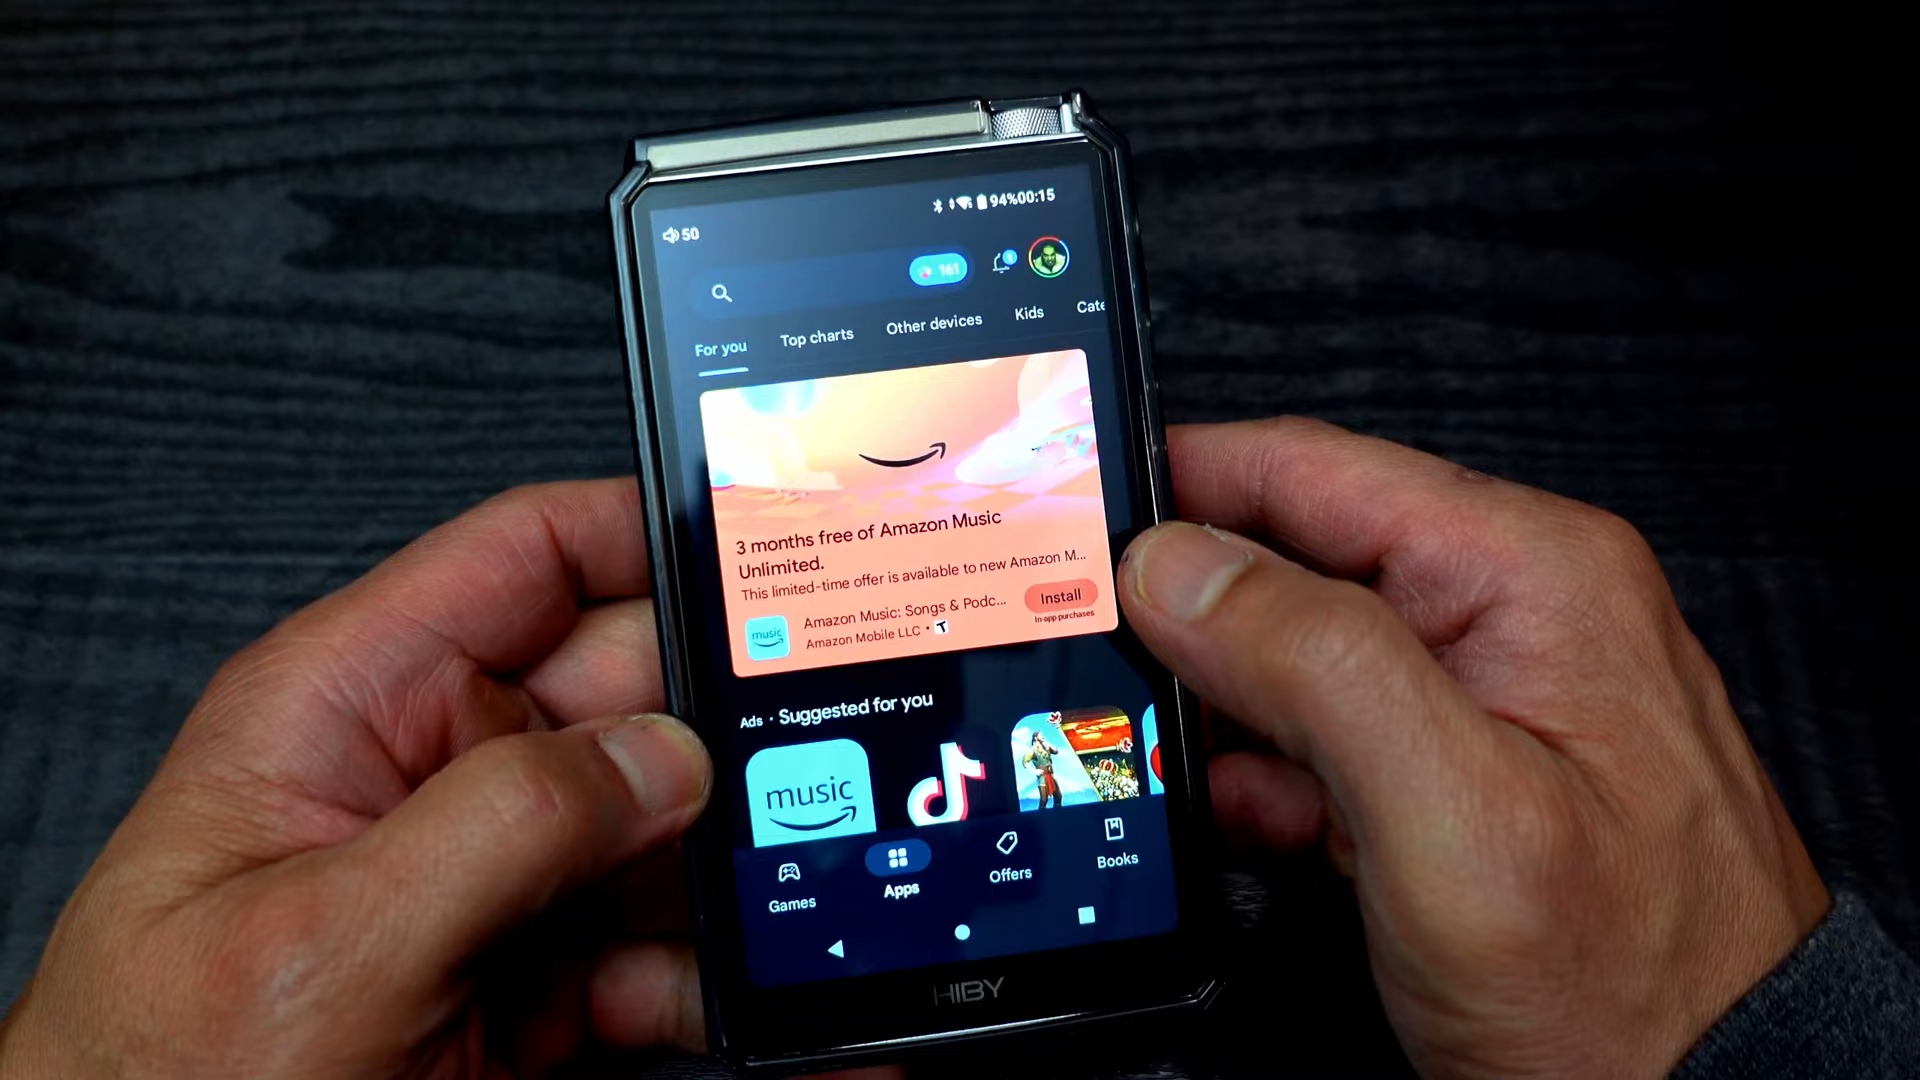 94%00:15
50
161
For you
Top charts
Other devices
Kids
Cate
3 months free of Amazon Music
Unlimited.
This limited-time offer is available to new Amazon M...
Amazon Music: Songs & Podc...
Install
Amazon Mobile LLC •
T
In-app purchases
music
Ads • Suggested for you
music
Games
Apps
Offers
Books
HIBY